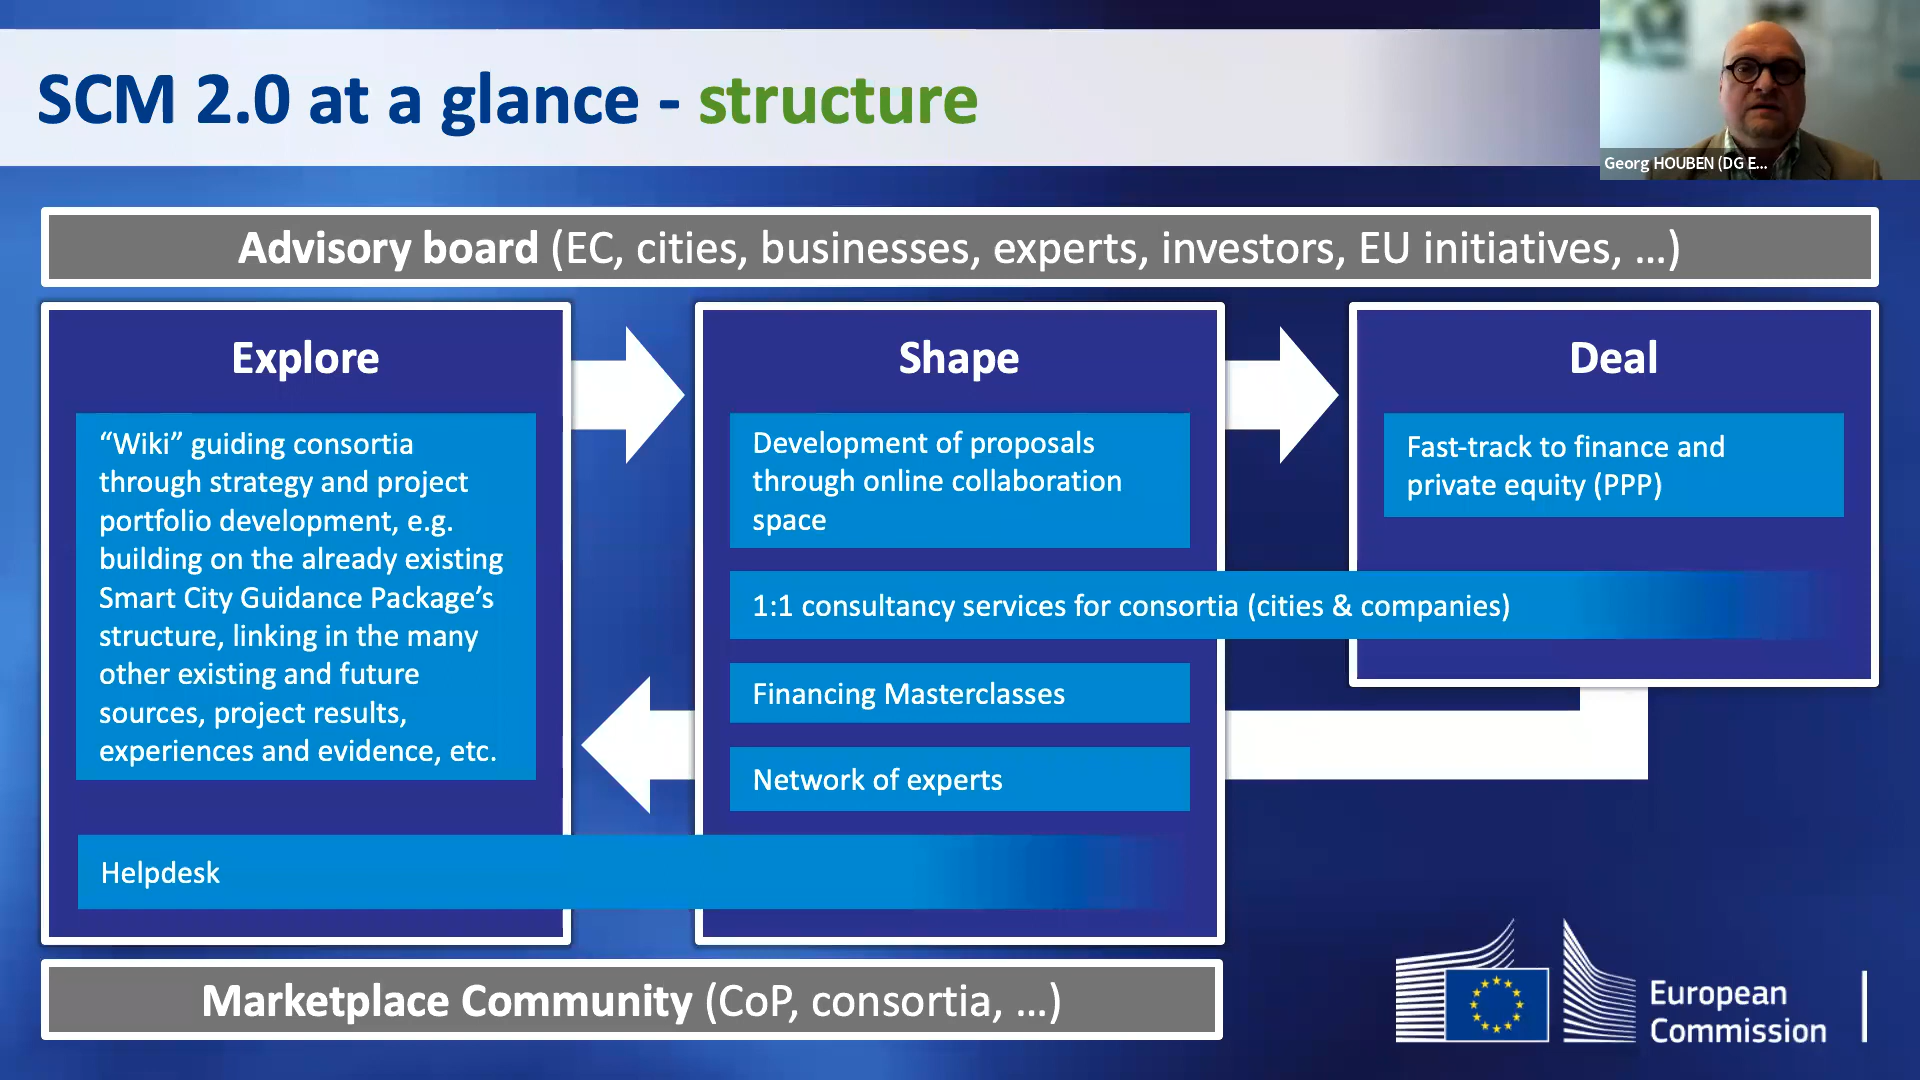 SCM 2.0 at a glance - structure
Georg HOUBEN (DG E...
Advisory board (EC, cities, businesses, experts, investors, EU initiatives, ...)
Explore
“Wiki” guiding consortia
through strategy and project
portfolio development, e.g.
building on the already existing
Smart City Guidance Package’s
structure, linking in the many
other existing and future
sources, project results,
experiences and evidence, etc.
Shape
Development of proposals
through online collaboration
space
Deal
Fast-track to finance and
private equity (PPP)
1:1 consultancy services for consortia (cities & companies)
Financing Masterclasses
Network of experts
Helpdesk
Marketplace Community (CoP, consortia, ...)
European
Commission